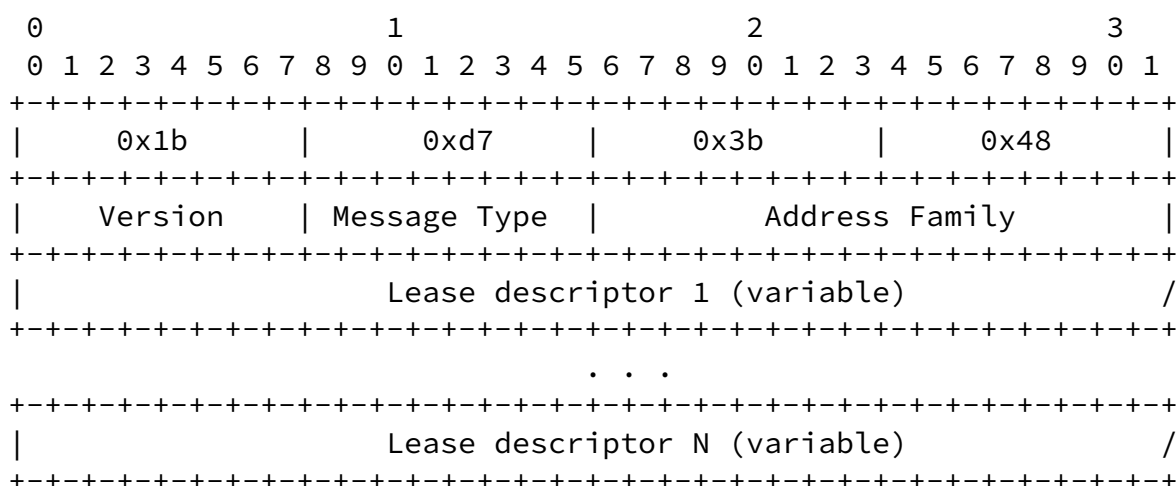 0                   1                   2                   3
 0 1 2 3 4 5 6 7 8 9 0 1 2 3 4 5 6 7 8 9 0 1 2 3 4 5 6 7 8 9 0 1
+-+-+-+-+-+-+-+-+-+-+-+-+-+-+-+-+-+-+-+-+-+-+-+-+-+-+-+-+-+-+-+-+
|     0x1b      |      0xd7     |     0x3b      |     0x48      |
+-+-+-+-+-+-+-+-+-+-+-+-+-+-+-+-+-+-+-+-+-+-+-+-+-+-+-+-+-+-+-+-+
|    Version    | Message Type  |         Address Family        |
+-+-+-+-+-+-+-+-+-+-+-+-+-+-+-+-+-+-+-+-+-+-+-+-+-+-+-+-+-+-+-+-+
|                    Lease descriptor 1 (variable)              /
+-+-+-+-+-+-+-+-+-+-+-+-+-+-+-+-+-+-+-+-+-+-+-+-+-+-+-+-+-+-+-+-+
                                . . .
+-+-+-+-+-+-+-+-+-+-+-+-+-+-+-+-+-+-+-+-+-+-+-+-+-+-+-+-+-+-+-+-+
|                    Lease descriptor N (variable)              /
+-+-+-+-+-+-+-+-+-+-+-+-+-+-+-+-+-+-+-+-+-+-+-+-+-+-+-+-+-+-+-+-+